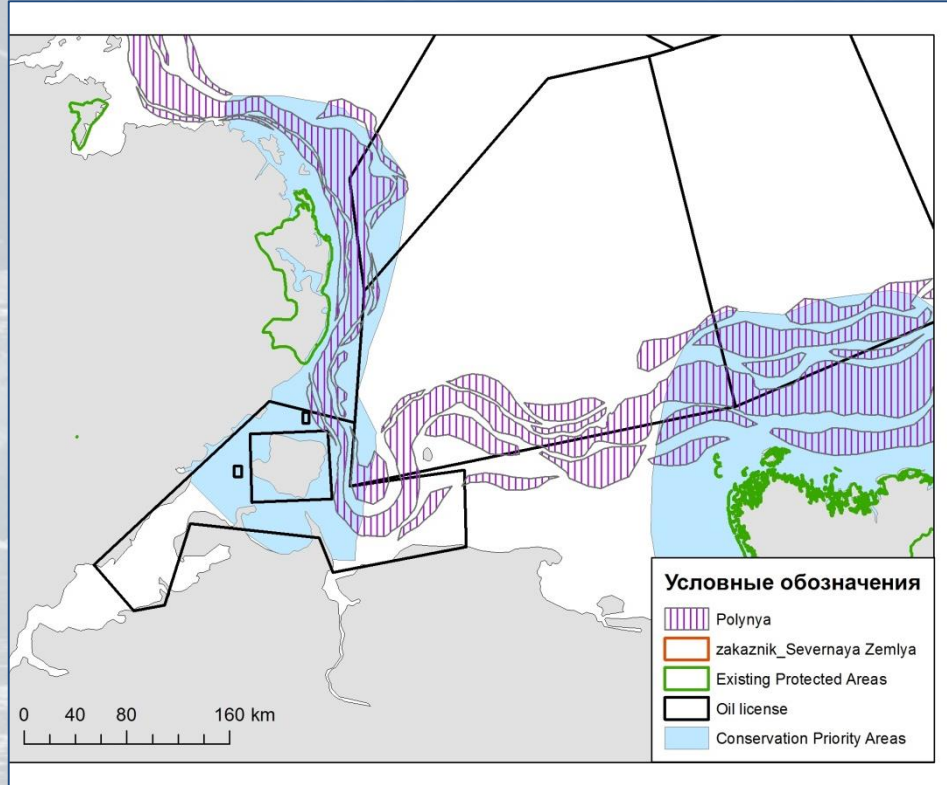 Условные обозначения
Polynya
zakaznik_Severnaya Zemlya
Existing Protected Areas
Oil license
Conservation Priority Areas
0 40 80 160 km